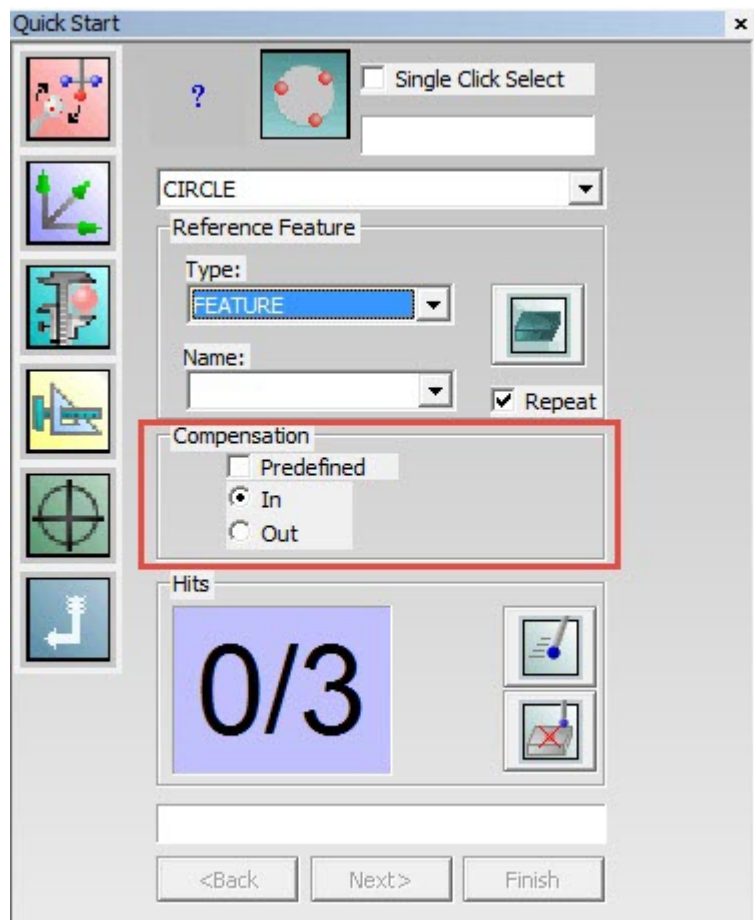 Quick Start
?
Single Click Select
CIRCLE
Reference Feature
Type:
FEATURE
Name:
Repeat
Compensation
Predefined
In
Out
Hits
0/3
<Back
Next>
Finish